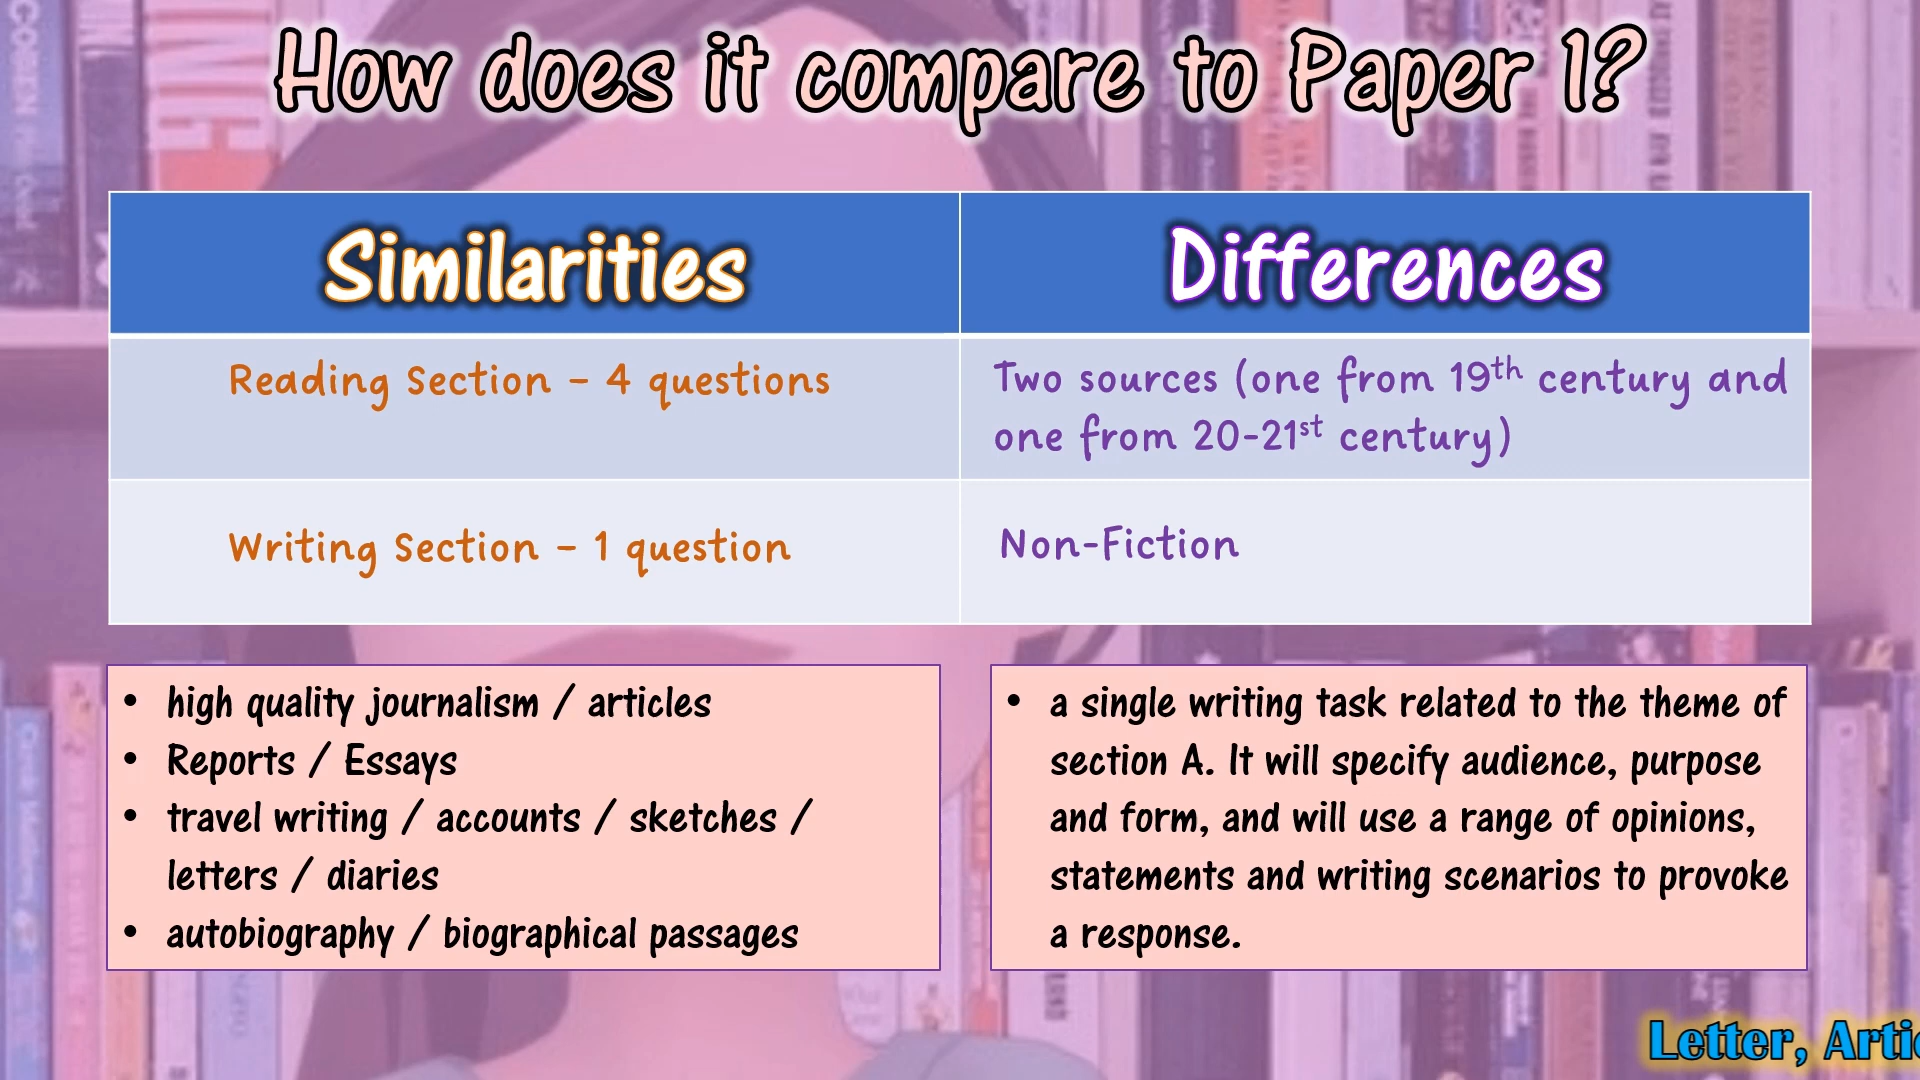 How does it compare to Paper 1?
Similarities
Differences
Reading Section – 4 questions
Two sources (one from 19th century and
one from 20-21st century)
Writing Section – 1 question
Non-Fiction
• high quality journalism / articles
• Reports / Essays
• travel writing / accounts / sketches /
letters / diaries
• autobiography / biographical passages
• a single writing task related to the theme of
section A. It will specify audience, purpose
and form, and will use a range of opinions,
statements and writing scenarios to provoke
a response.
Letter,